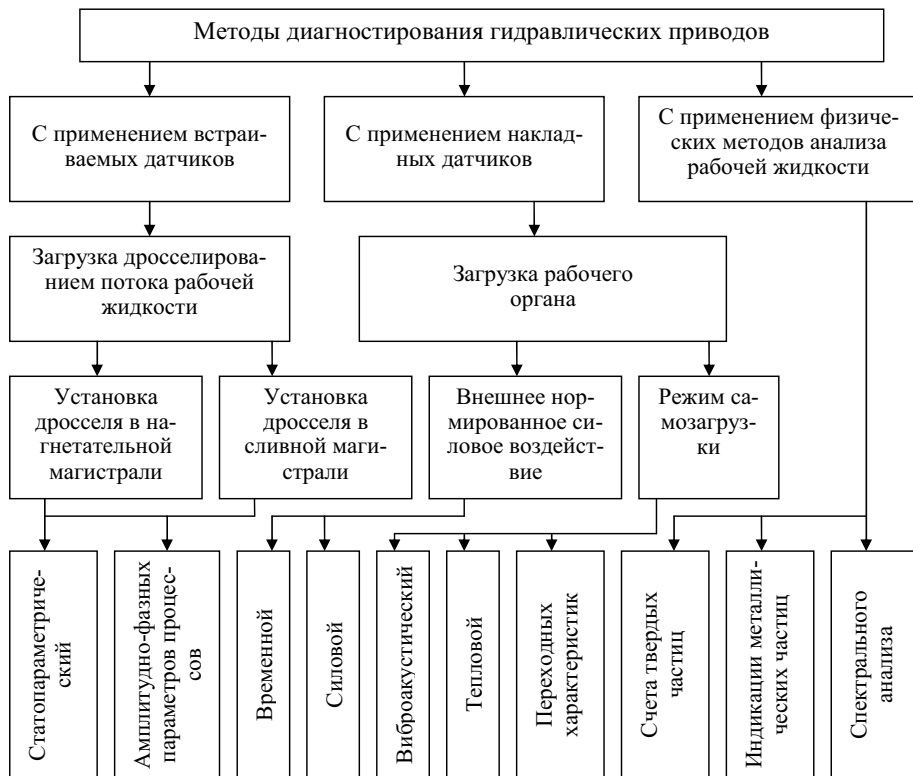 Методы диагностирования гидравлических приводов
С применением встраи-
ваемых датчиков
С применением наклад-
ных датчиков
С применением физиче-
ских методов анализа
рабочей жидкости
Загрузка дросселирова-
нием потока рабочей
жидкости
Загрузка рабочего
органа
Установка
дросселя в на-
гнетательной
магистрали
Установка
дросселя в
сливной маги-
страли
Внешнее нор-
мированное си-
ловое воздейст-
вие
Режим са-
мозагруз-
ки
Статопараметриче-
ский
Амплитудно-фазных
параметров процес-
сов
Временной
Силовой
Виброакустический
Тепловой
Переходных
характеристик
Счета твердых
частиц
Индикации металли-
ческих частиц
Спектрального
анализа